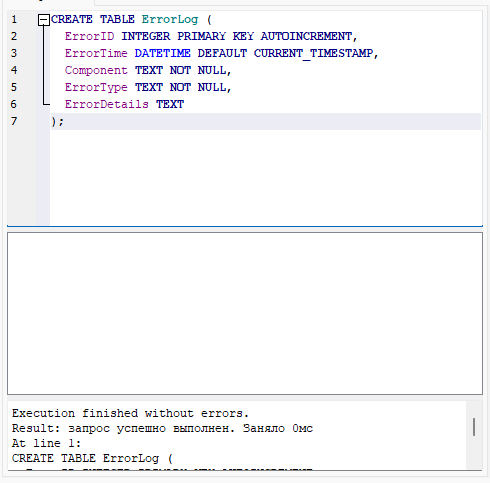 1 CREATE TABLE ErrorLog (
2 ErrorID INTEGER PRIMARY KEY AUTOINCREMENT,
3 ErrorTime DATETIME DEFAULT CURRENT_TIMESTAMP,
4 Component TEXT NOT NULL,
5 ErrorType TEXT NOT NULL,
6 ErrorDetails TEXT
7 );
Execution finished without errors.
Result: запрос успешно выполнен. Заняло 0мс
At line 1:
CREATE TABLE ErrorLog (